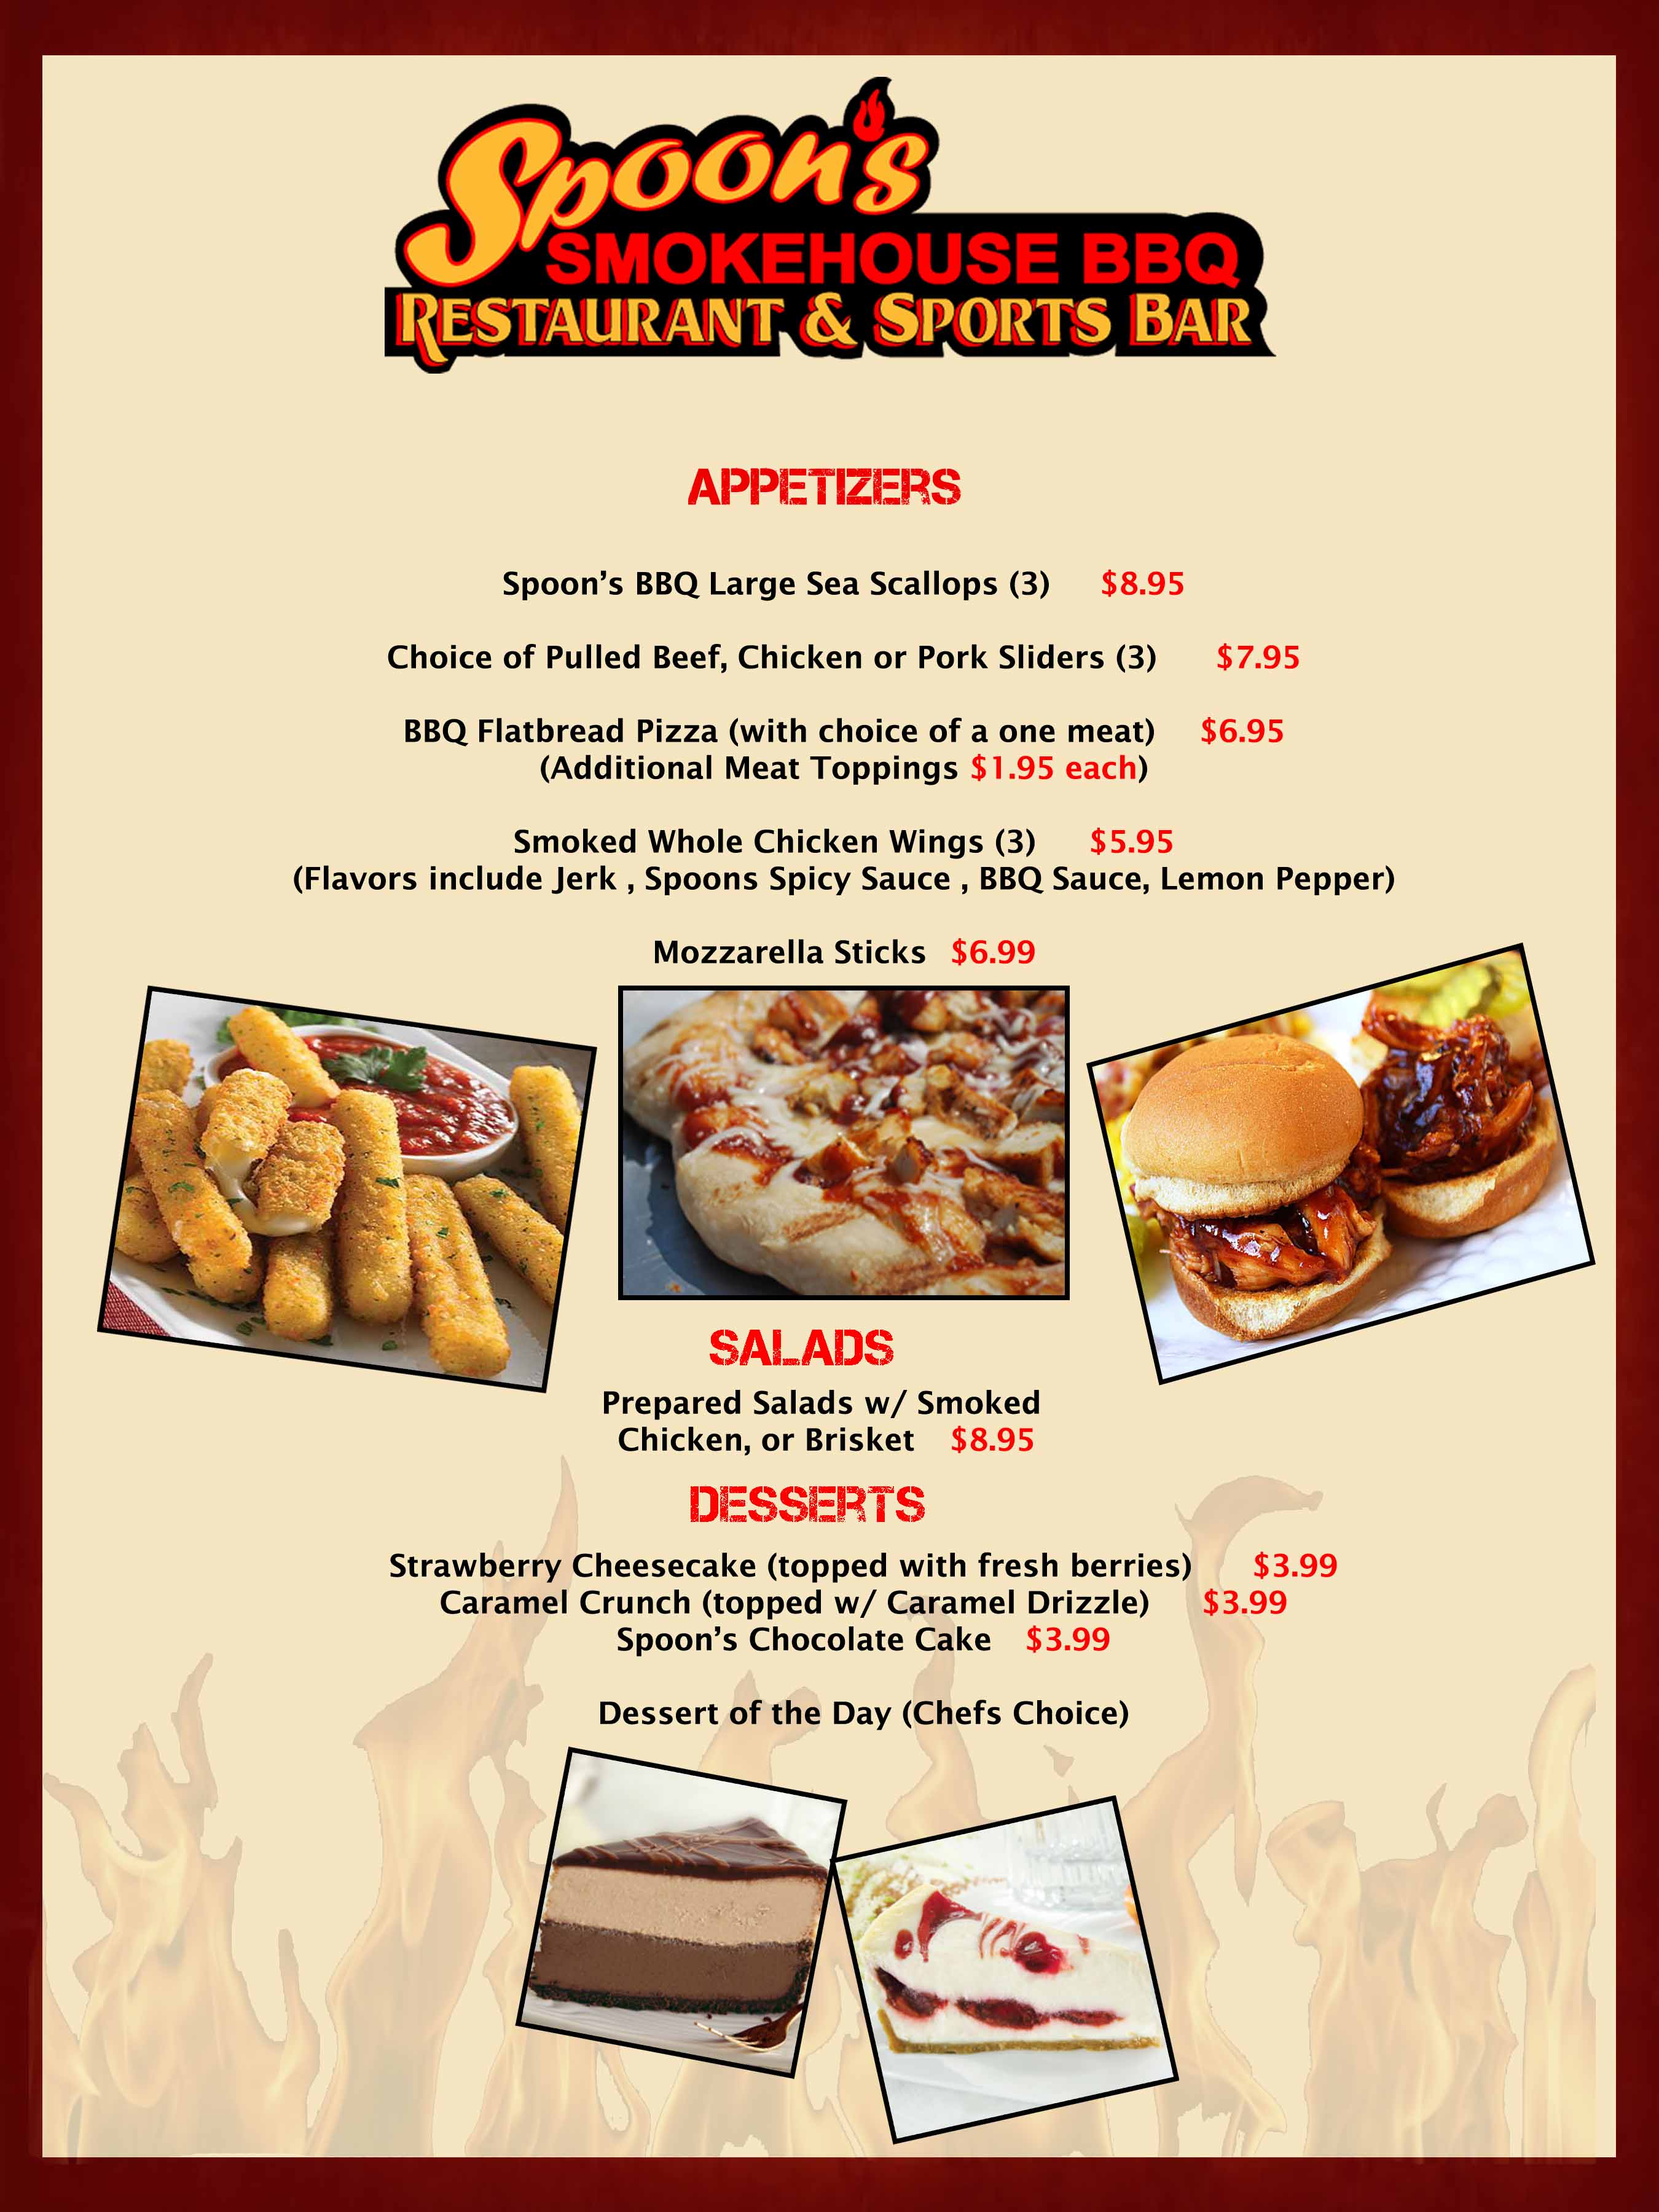 Spoon's
SMOKEHOUSE BBQ
RESTAURANT & SPORTS BAR
APPETIZERS
Spoon's BBQ Large Sea Scallops (3) $8.95
Choice of Pulled Beef, Chicken or Pork Sliders (3) $7.95
BBQ Flatbread Pizza (with choice of a one meat) $6.95
(Additional Meat Toppings $1.95 each)
Smoked Whole Chicken Wings (3) $5.95
(Flavors include Jerk , Spoons Spicy Sauce , BBQ Sauce, Lemon Pepper)
Mozzarella Sticks $6.99
SALADS
Prepared Salads w/ Smoked
Chicken, or Brisket $8.95
DESSERTS
Strawberry Cheesecake (topped with fresh berries) $3.99
Caramel Crunch (topped w/ Caramel Drizzle) $3.99
Spoon's Chocolate Cake $3.99
Dessert of the Day (Chefs Choice)